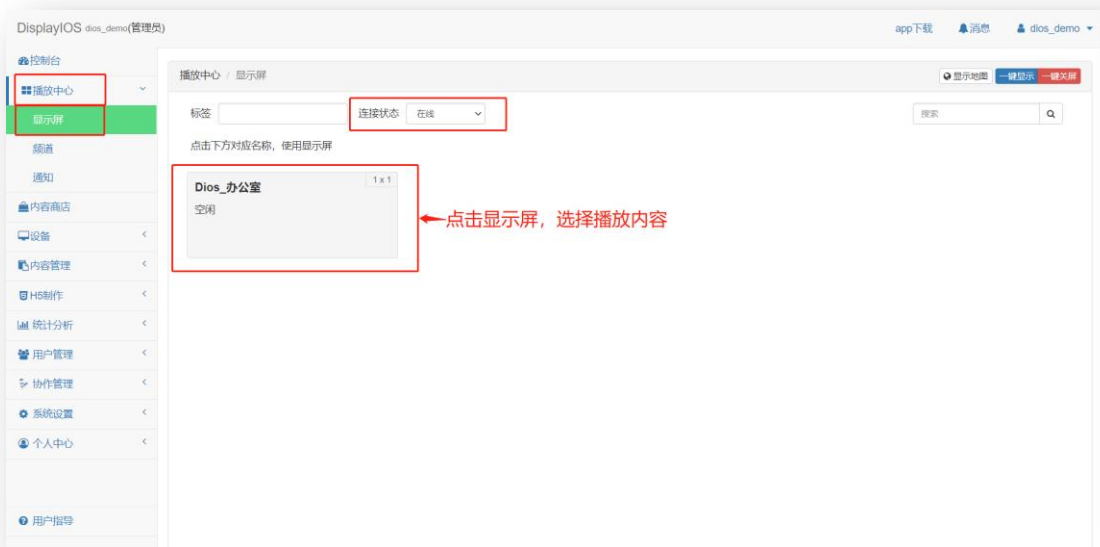 DisplayIOS dios_demo(管理员)
app下载 消息 dios_demo
控制台
播放中心
显示屏
频道
通知
内容商店
设备
内容管理
H5制作
统计分析
用户管理
协作管理
系统设置
个人中心
用户指导
播放中心 / 显示屏
显示地图 一键显示 一键关屏
标签 连接状态 在线 搜索
点击下方对应名称，使用显示屏
Dios_办公室 1 x 1
空闲
点击显示屏，选择播放内容